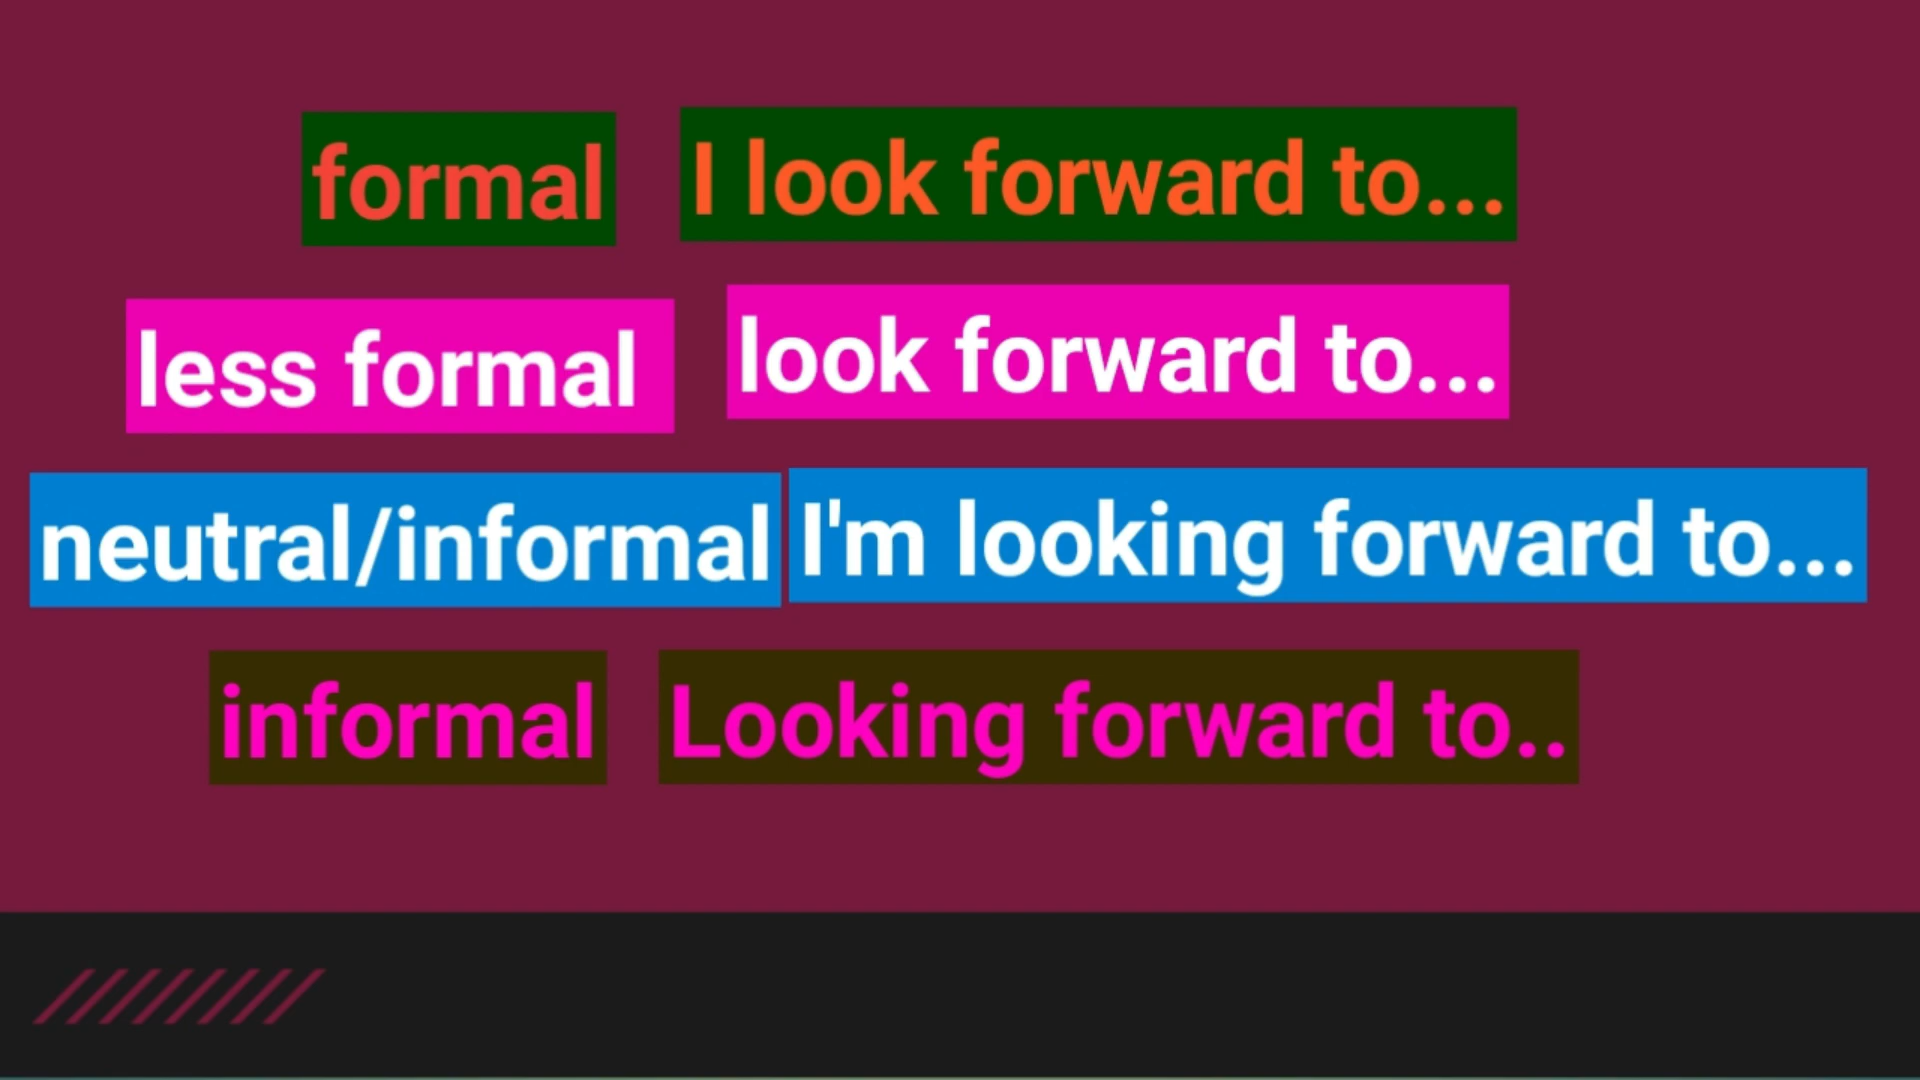 formal I look forward to...
less formal look forward to...
neutral/informal I'm looking forward to...
informal Looking forward to..